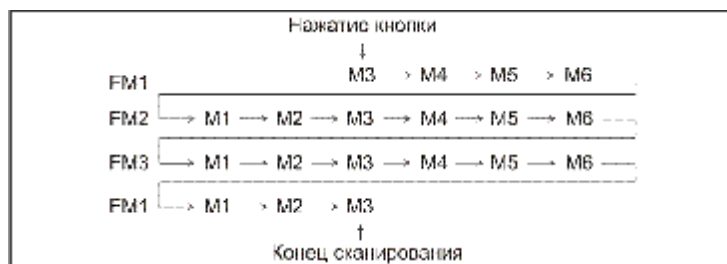 Нажатие кнопки
↓
FM1 M3 > M4 > M5 > M6
FM2 → M1 → M2 → M3 → M4 → M5 → M6
FM3 → M1 → M2 → M3 → M4 → M5 → M6
FM1 → M1 > M2 > M3
↑
Конец сканирования